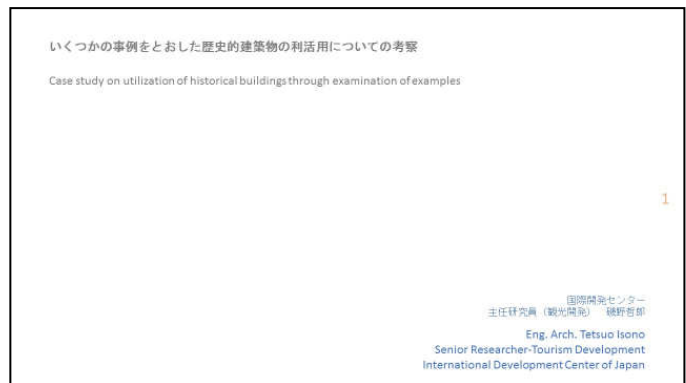 いくつかの事例をとおした歴史的建築物の利活用についての考察
Case study on utilization of historical buildings through examination of examples
1
国際開発センター
主任研究員（観光開発）　磯野哲郎
Eng. Arch. Tetsuo Isono
Senior Researcher-Tourism Development
International Development Center of Japan